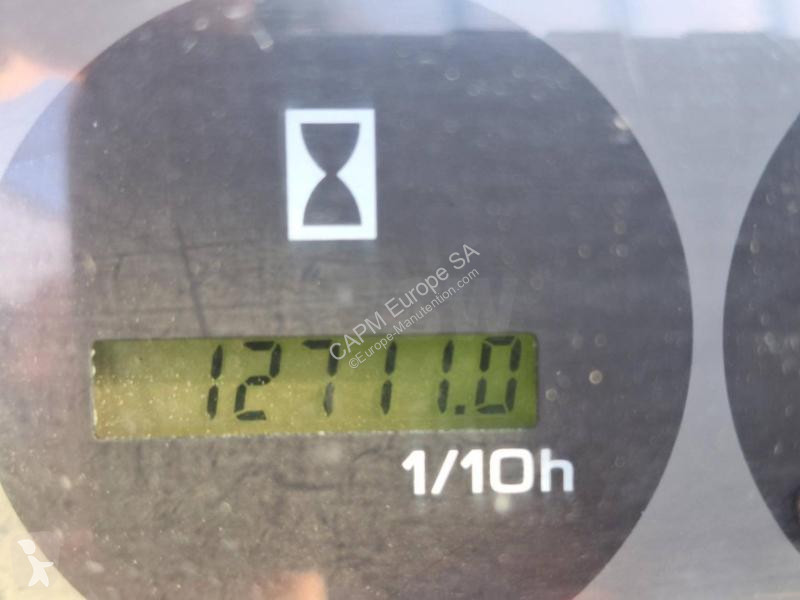 CAPM Europe SA
©Europe-Manutention.com
12711.0
1/10h